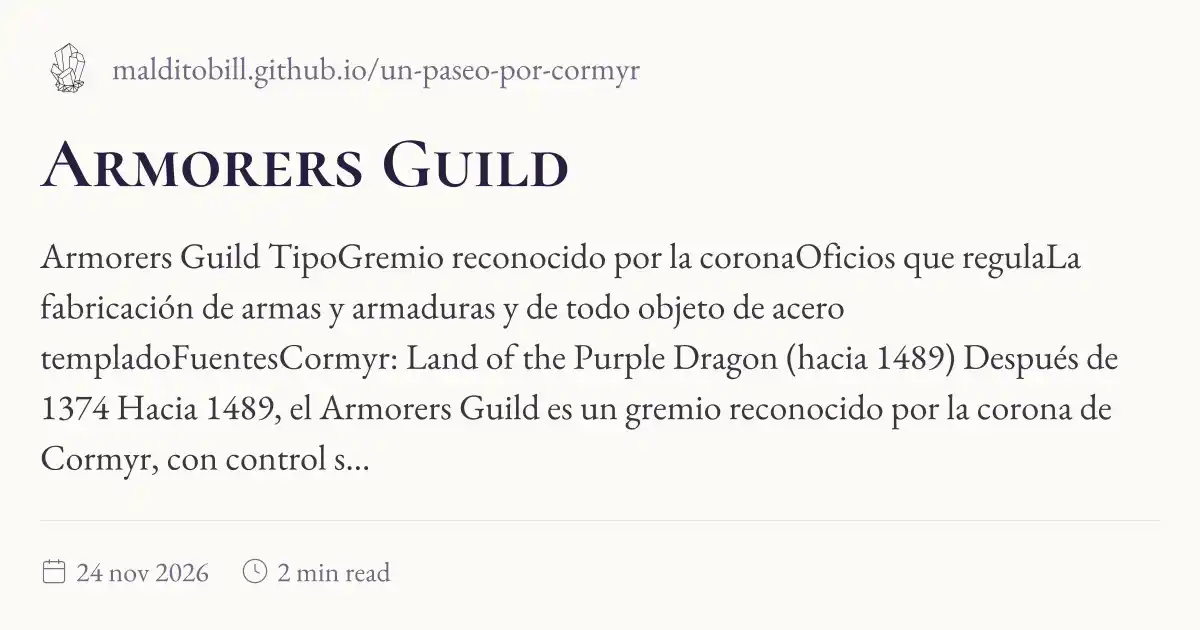 malditobill.github.io/un-paseo-por-cormyr
Armorers Guild
Armorers Guild TipoGremio reconocido por la coronaOficios que regulaLa
fabricación de armas y armaduras y de todo objeto de acero
templadoFuentesCormyr: Land of the Purple Dragon (hacia 1489) Después de
1374 Hacia 1489, el Armorers Guild es un gremio reconocido por la corona de
Cormyr, con control s...
24 nov 2026 2 min read